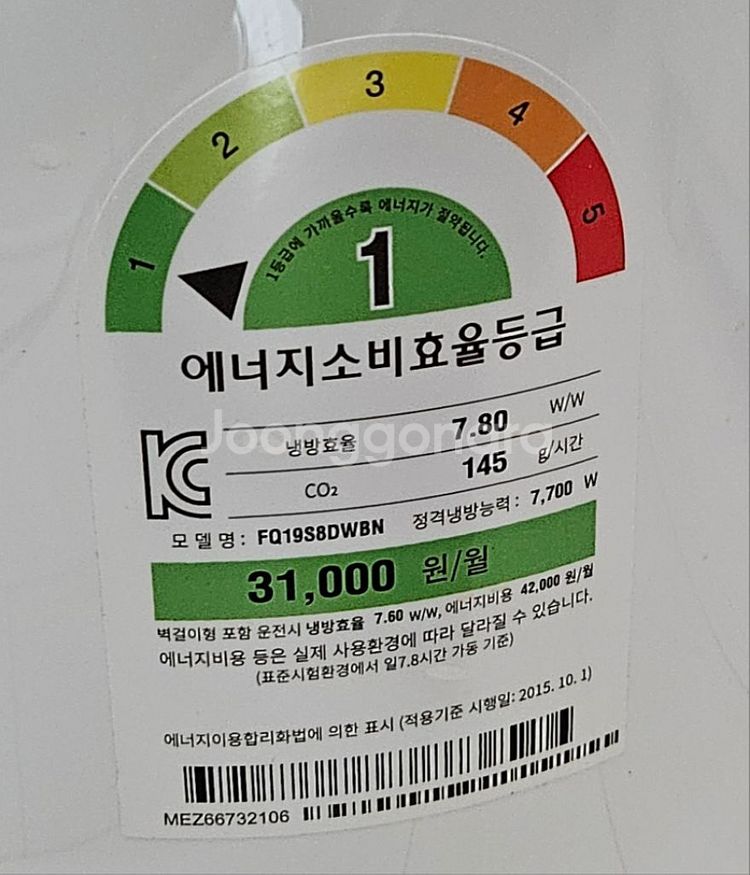 1
2
3
4
5
1등급에 가까울수록 에너지가 절약됩니다.
1
에너지소비효율등급
냉방효율 7.80 W/W
CO₂ 145 g/시간
모델명: FQ19S8DWBN 정격냉방능력: 7,700 W
31,000 원/월
벽걸이형 포함 운전시 냉방효율 7.60 W/W, 에너지비용 42,000 원/월
에너지비용 등은 실제 사용환경에 따라 달라질 수 있습니다.
(표준시험환경에서 일7.8시간 가동 기준)
에너지이용합리화법에 의한 표시 (적용기준 시행일: 2015. 10. 1)
MEZ66732106
Joonggonara